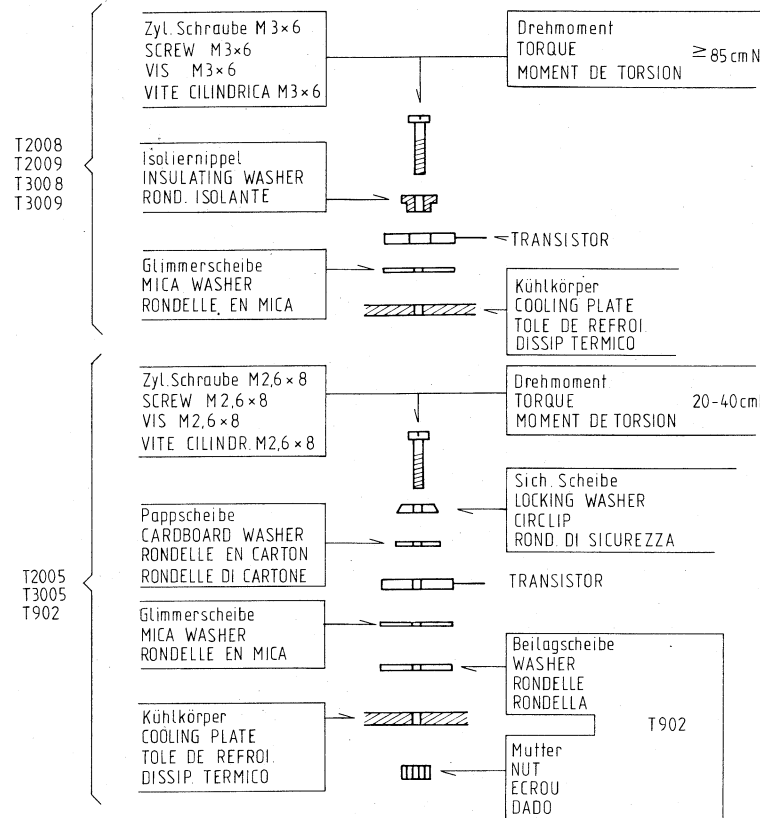 Zyl. Schraube M3×6
SCREW M3×6
VIS M3×6
VITE CILINDRICA M3×6
Drehmoment
TORQUE ≧ 85 cm N
MOMENT DE TORSION
T2008
T2009
T3008
T3009
Isoliernippel
INSULATING WASHER
ROND. ISOLANTE
TRANSISTOR
Glimmerscheibe
MICA WASHER
RONDELLE EN MICA
Kühlkörper
COOLING PLATE
TOLE DE REFROI.
DISSIP. TERMICO
Zyl. Schraube M2,6×8
SCREW M2,6×8
VIS M2,6×8
VITE CILINDR. M2,6×8
Drehmoment
TORQUE 20-40 cm
MOMENT DE TORSION
Sich. Scheibe
LOCKING WASHER
CIRCLIP
ROND. DI SICUREZZA
Pappscheibe
CARDBOARD WASHER
RONDELLE EN CARTON
RONDELLE DI CARTONE
T2005
T3005
T902
TRANSISTOR
Glimmerscheibe
MICA WASHER
RONDELLE EN MICA
Beilagscheibe
WASHER
RONDELLE
RONDELLA
T902
Kühlkörper
COOLING PLATE
TOLE DE REFROI.
DISSIP. TERMICO
Mutter
NUT
ECROU
DADO